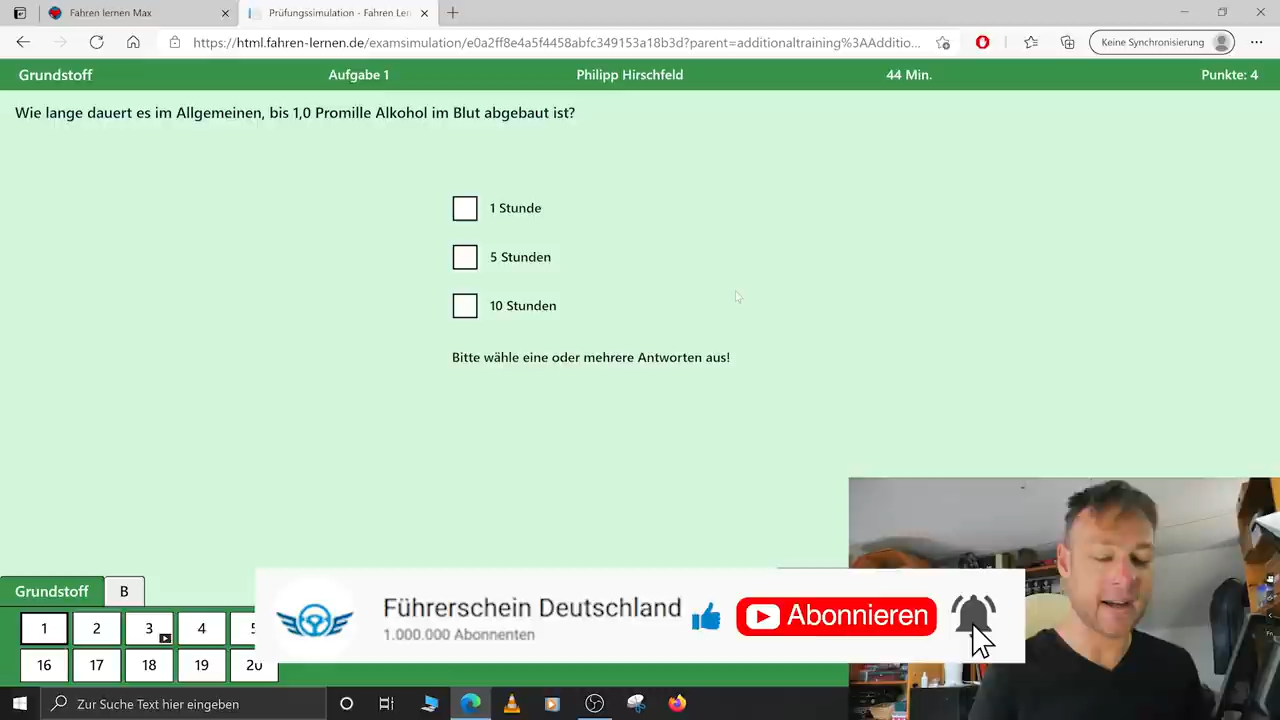 Fahren lernen Max
Prüfungssimulation - Fahren Ler
https://html.fahren-lernen.de/examsimulation/e0a2ff8e4a5f4458abfc349153a18b3d?parent=additionaltraining%3AAdditio...
Keine Synchronisierung
Grundstoff
Aufgabe 1
Philipp Hirschfeld
44 Min.
Punkte: 4
Wie lange dauert es im Allgemeinen, bis 1,0 Promille Alkohol im Blut abgebaut ist?
1 Stunde
5 Stunden
10 Stunden
Bitte wähle eine oder mehrere Antworten aus!
Grundstoff
B
1 2 3 4 5
16 17 18 19 20
Führerschein Deutschland
1.000.000 Abonnenten
Abonnieren
Zur Suche Text hier eingeben